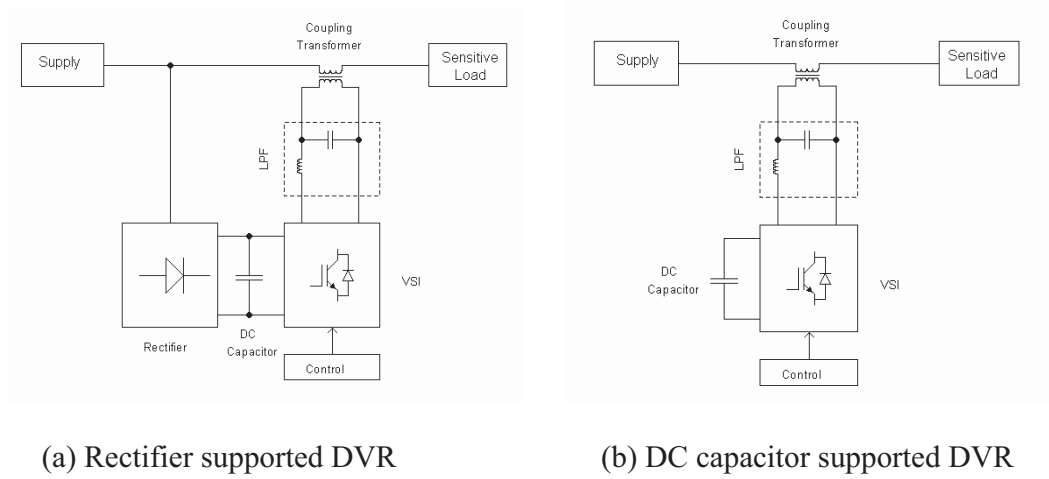 Coupling
Transformer
Supply
Sensitive
Load
LPF
VSI
Rectifier
DC
Capacitor
Control
(a) Rectifier supported DVR
Coupling
Transformer
Supply
Sensitive
Load
LPF
DC
Capacitor
VSI
Control
(b) DC capacitor supported DVR